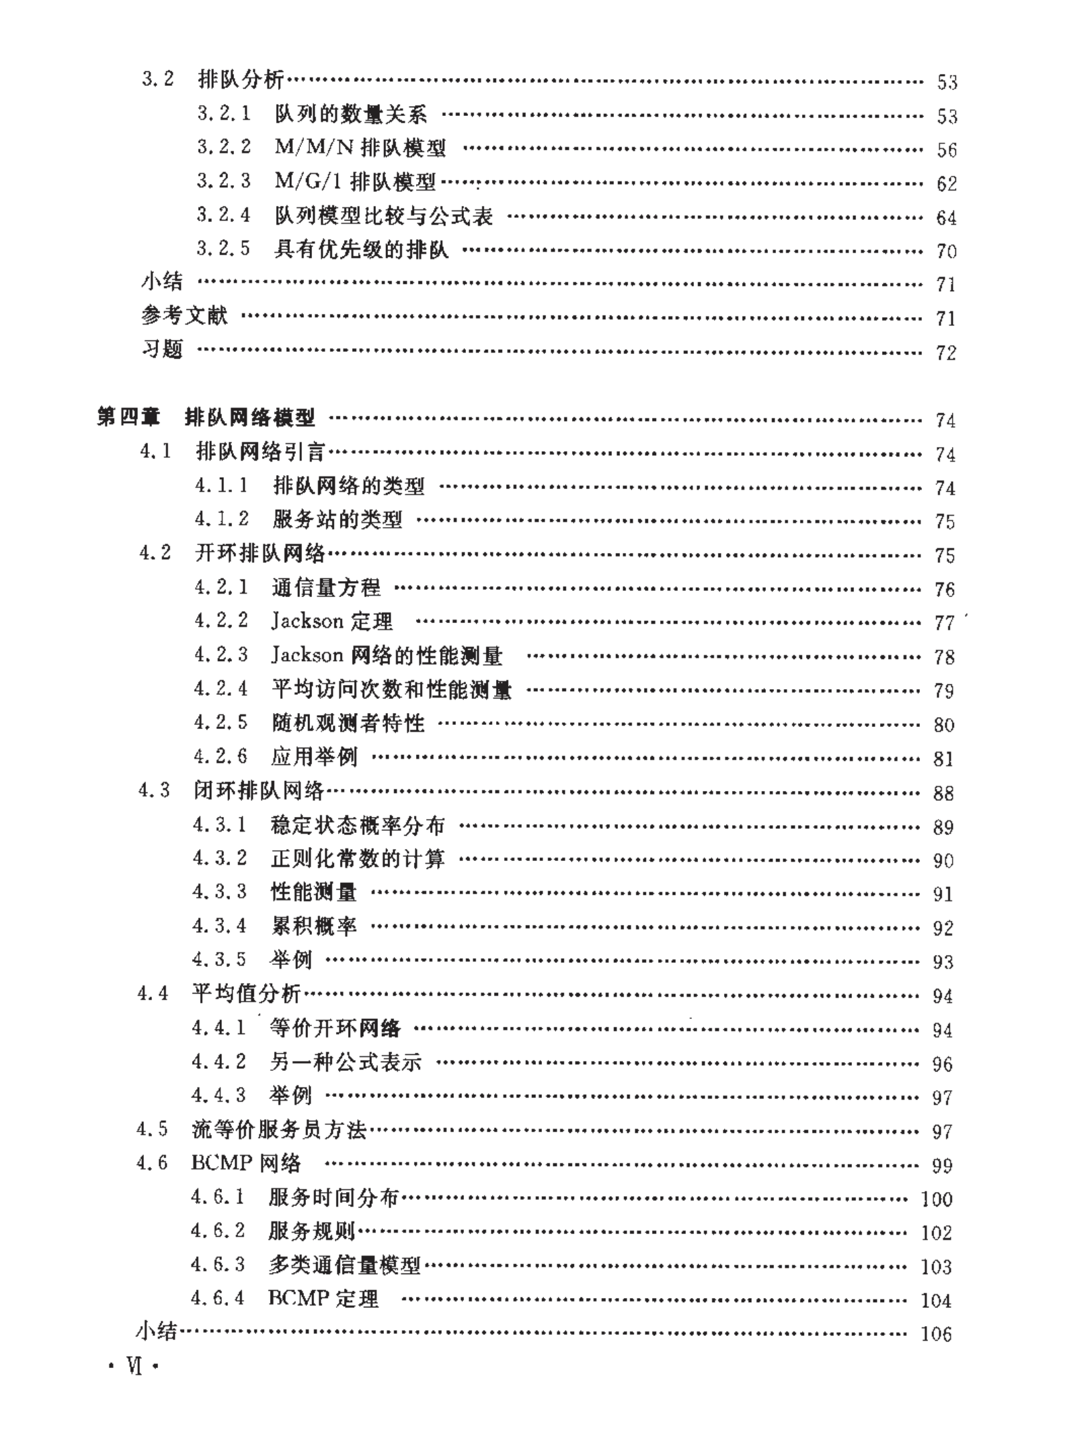 3.2 排队分析………… 53
3.2.1 队列的数量关系………… 53
3.2.2 M/M/N 排队模型………… 56
3.2.3 M/G/1 排队模型………… 62
3.2.4 队列模型比较与公式表………… 64
3.2.5 具有优先级的排队………… 70
小结………… 71
参考文献………… 71
习题………… 72
第四章 排队网络模型………… 74
4.1 排队网络引言………… 74
4.1.1 排队网络的类型………… 74
4.1.2 服务站的类型………… 75
4.2 开环排队网络………… 75
4.2.1 通信量方程………… 76
4.2.2 Jackson 定理………… 77
4.2.3 Jackson 网络的性能测量………… 78
4.2.4 平均访问次数和性能测量………… 79
4.2.5 随机观测者特性………… 80
4.2.6 应用举例………… 81
4.3 闭环排队网络………… 88
4.3.1 稳定状态概率分布………… 89
4.3.2 正则化常数的计算………… 90
4.3.3 性能测量………… 91
4.3.4 累积概率………… 92
4.3.5 举例………… 93
4.4 平均值分析………… 94
4.4.1 等价开环网络………… 94
4.4.2 另一种公式表示………… 96
4.4.3 举例………… 97
4.5 流等价服务员方法………… 97
4.6 BCMP 网络………… 99
4.6.1 服务时间分布………… 100
4.6.2 服务规则………… 102
4.6.3 多类通信量模型………… 103
4.6.4 BCMP 定理………… 104
小结………… 106
· Ⅵ ·